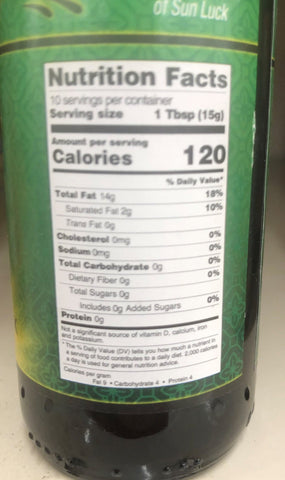 of Sun Luck
Nutrition Facts
10 servings per container
Serving size 1 Tbsp (15g)
Amount per serving
Calories 120
% Daily Value*
Total Fat 14g 18%
Saturated Fat 2g 10%
Trans Fat 0g
Cholesterol 0mg 0%
Sodium 0mg 0%
Total Carbohydrate 0g 0%
Dietary Fiber 0g 0%
Total Sugars 0g
Includes 0g Added Sugars 0%
Protein 0g
Not a significant source of vitamin D, calcium, iron
and potassium.
* The % Daily Value (DV) tells you how much a nutrient in
a serving of food contributes to a daily diet. 2,000 calories
a day is used for general nutrition advice.
Calories per gram
Fat 9 • Carbohydrate 4 • Protein 4